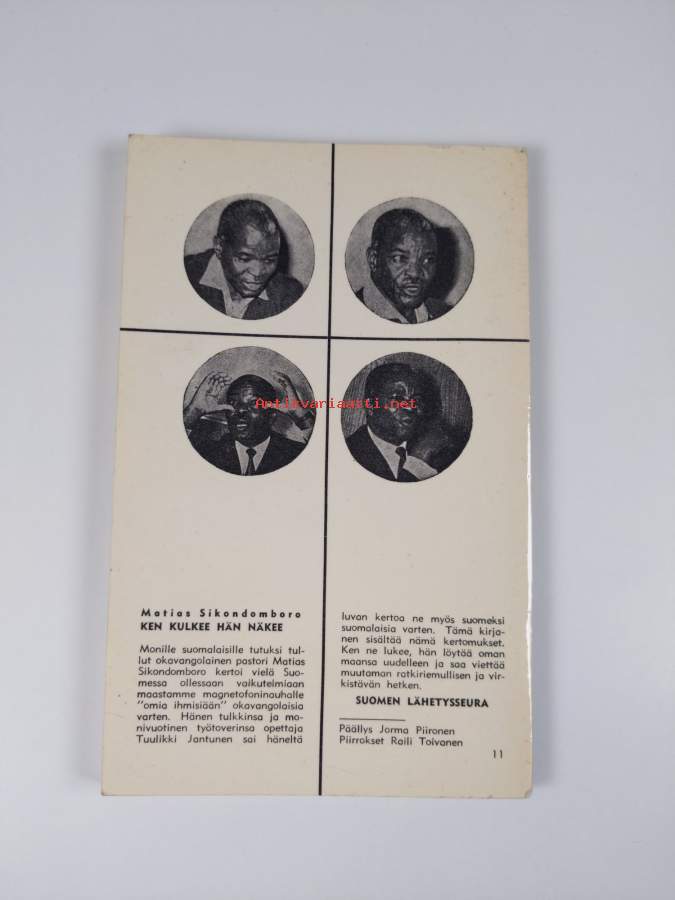 Antikvariaatti.net
Matias Sikondomboro
KEN KULKEE HÄN NÄKEE
Monille suomalaisille tutuksi tul-
lut okavangolainen pastori Matias
Sikondomboro kertoi vielä Suo-
messa ollessaan vaikutelmiaan
maastamme magnetofoninauhalle
"omia ihmisiään" okavangolaisia
varten. Hänen tulkkinsa ja mo-
nivuotinen työtoverinsa opettaja
Tuulikki Jantunen sai häneltä
luvan kertoa ne myös suomeksi
suomalaisia varten. Tämä kirja-
nen sisältää nämä kertomukset.
Ken ne lukee, hän löytää oman
maansa uudelleen ja saa viettää
muutaman ratkiriemullisen ja vir-
kistävän hetken.
SUOMEN LÄHETYSSEURA
Päällys Jorma Piironen
Piirrokset Raili Toivanen
11